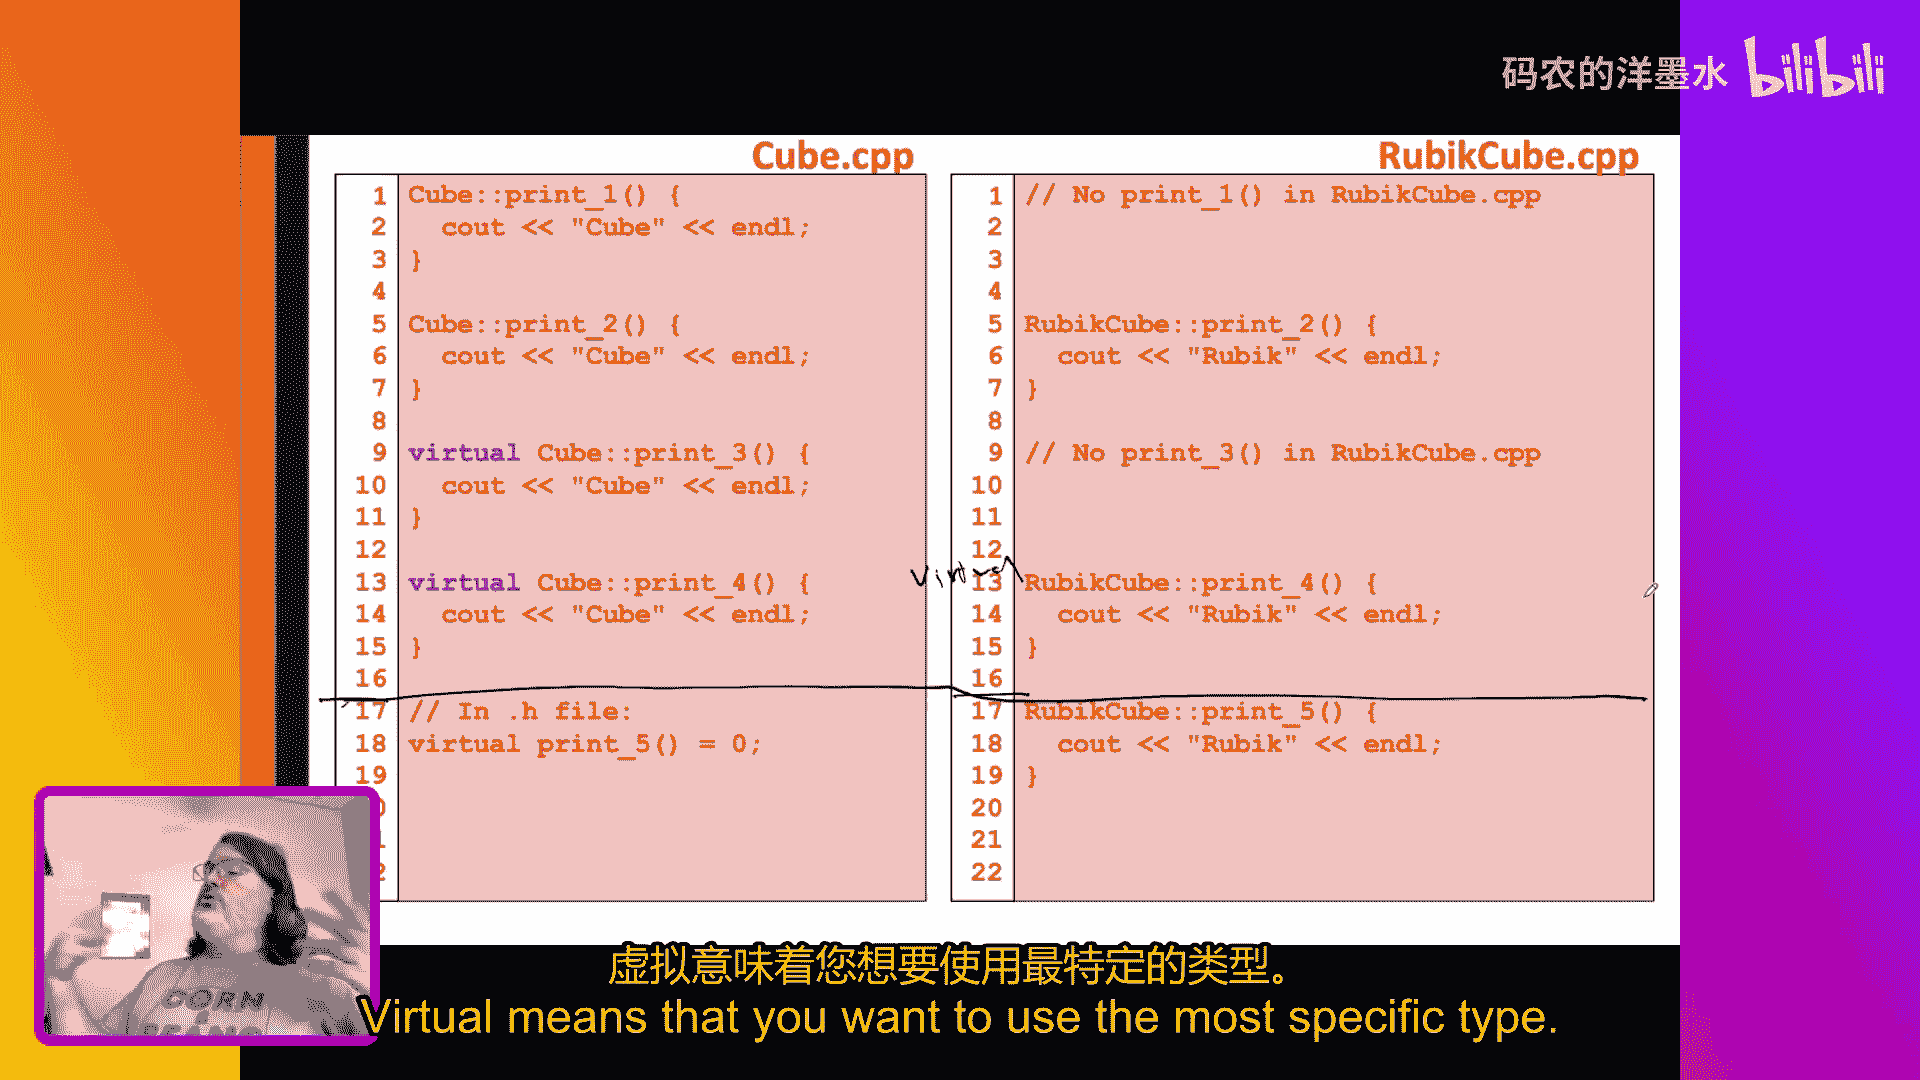 码农的洋墨水 bilibili
Cube.cpp
1 Cube::print_1() {
2 cout << "Cube" << endl;
3 }
4
5 Cube::print_2() {
6 cout << "Cube" << endl;
7 }
8
9 virtual Cube::print_3() {
10 cout << "Cube" << endl;
11 }
12
13 virtual Cube::print_4() {
14 cout << "Cube" << endl;
15 }
16
17 // In .h file:
18 virtual print_5() = 0;
19
RubikCube.cpp
1 // No print_1() in RubikCube.cpp
2
3
4
5 RubikCube::print_2() {
6 cout << "Rubik" << endl;
7 }
8
9 // No print_3() in RubikCube.cpp
10
11
12
virtual
13 RubikCube::print_4() {
14 cout << "Rubik" << endl;
15 }
16
17 RubikCube::print_5() {
18 cout << "Rubik" << endl;
19 }
20
21
22
CORN
虚拟意味着您想要使用最特定的类型。
Virtual means that you want to use the most specific type.